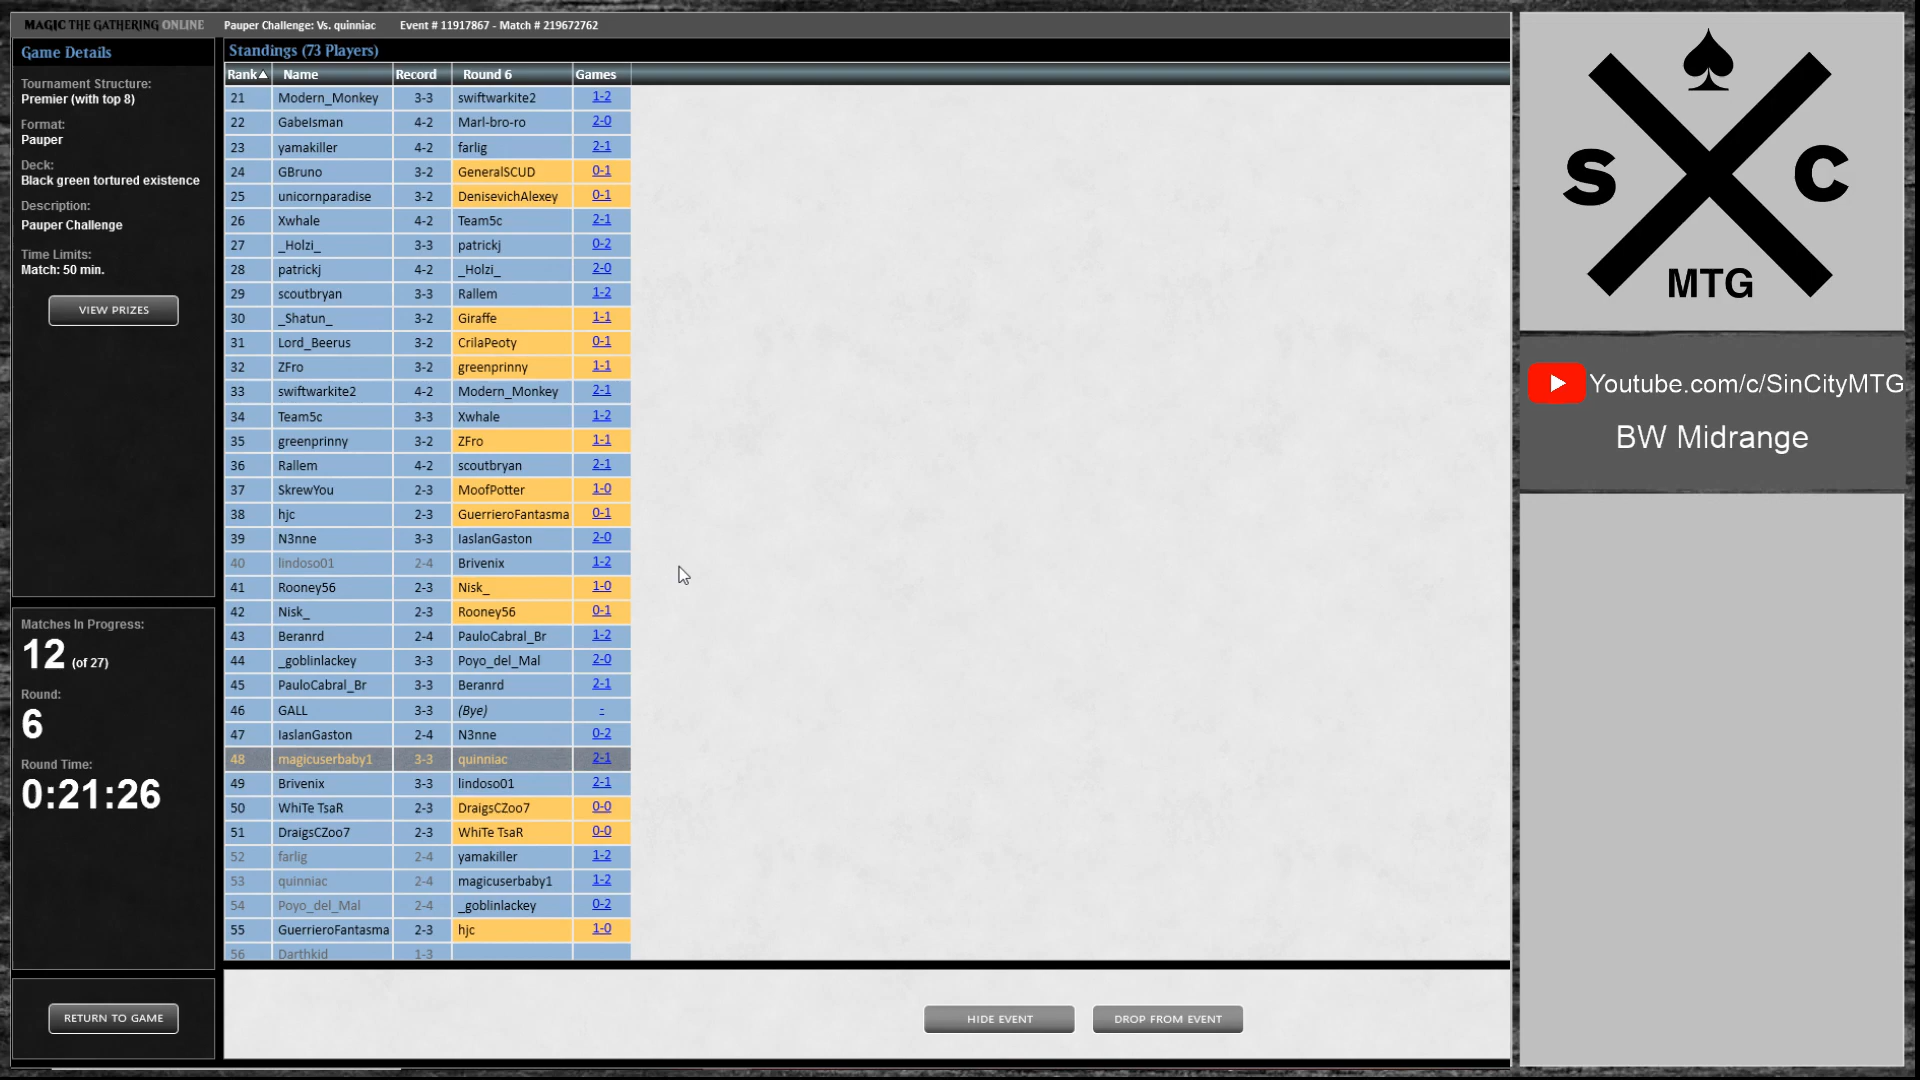 MAGIC THE GATHERING ONLINE Pauper Challenge: Vs. quinniac Event # 11917867 - Match # 219672762
Game Details
Tournament Structure:
Premier (with top 8)
Format:
Pauper
Deck:
Black green tortured existence
Description:
Pauper Challenge
Time Limits:
Match: 50 min.
VIEW PRIZES
Matches In Progress:
12 (of 27)
Round:
6
Round Time:
0:21:26
RETURN TO GAME
Standings (73 Players)
Rank Name Record Round 6 Games
21 Modern_Monkey 3-3 swiftwarkite2 1-2
22 GabeIsman 4-2 Marl-bro-ro 2-0
23 yamakiller 4-2 farlig 2-1
24 GBruno 3-2 GeneralSCUD 0-1
25 unicornparadise 3-2 DenisevichAlexey 0-1
26 Xwhale 4-2 Team5c 2-1
27 _Holzi_ 3-3 patrickj 0-2
28 patrickj 4-2 _Holzi_ 2-0
29 scoutbryan 3-3 Rallem 1-2
30 _Shatun_ 3-2 Giraffe 1-1
31 Lord_Beerus 3-2 CrilaPeoty 0-1
32 ZFro 3-2 greenprinny 1-1
33 swiftwarkite2 4-2 Modern_Monkey 2-1
34 Team5c 3-3 Xwhale 1-2
35 greenprinny 3-2 ZFro 1-1
36 Rallem 4-2 scoutbryan 2-1
37 SkrewYou 2-3 MoofPotter 1-0
38 hjc 2-3 GuerrieroFantasma 0-1
39 N3nne 3-3 IaslanGaston 2-0
40 lindoso01 2-4 Brivenix 1-2
41 Rooney56 2-3 Nisk_ 1-0
42 Nisk_ 2-3 Rooney56 0-1
43 Beranrd 2-4 PauloCabral_Br 1-2
44 _goblinlackey 3-3 Poyo_del_Mal 2-0
45 PauloCabral_Br 3-3 Beranrd 2-1
46 GALL 3-3 (Bye) -
47 IaslanGaston 2-4 N3nne 0-2
48 magicuserbaby1 3-3 quinniac 2-1
49 Brivenix 3-3 lindoso01 2-1
50 WhiTe TsaR 2-3 DraigsCZoo7 0-0
51 DraigsCZoo7 2-3 WhiTe TsaR 0-0
52 farlig 2-4 yamakiller 1-2
53 quinniac 2-4 magicuserbaby1 1-2
54 Poyo_del_Mal 2-4 _goblinlackey 0-2
55 GuerrieroFantasma 2-3 hjc 1-0
56 Darthkid 1-3
HIDE EVENT DROP FROM EVENT
S C
MTG
Youtube.com/c/SinCityMTG
BW Midrange